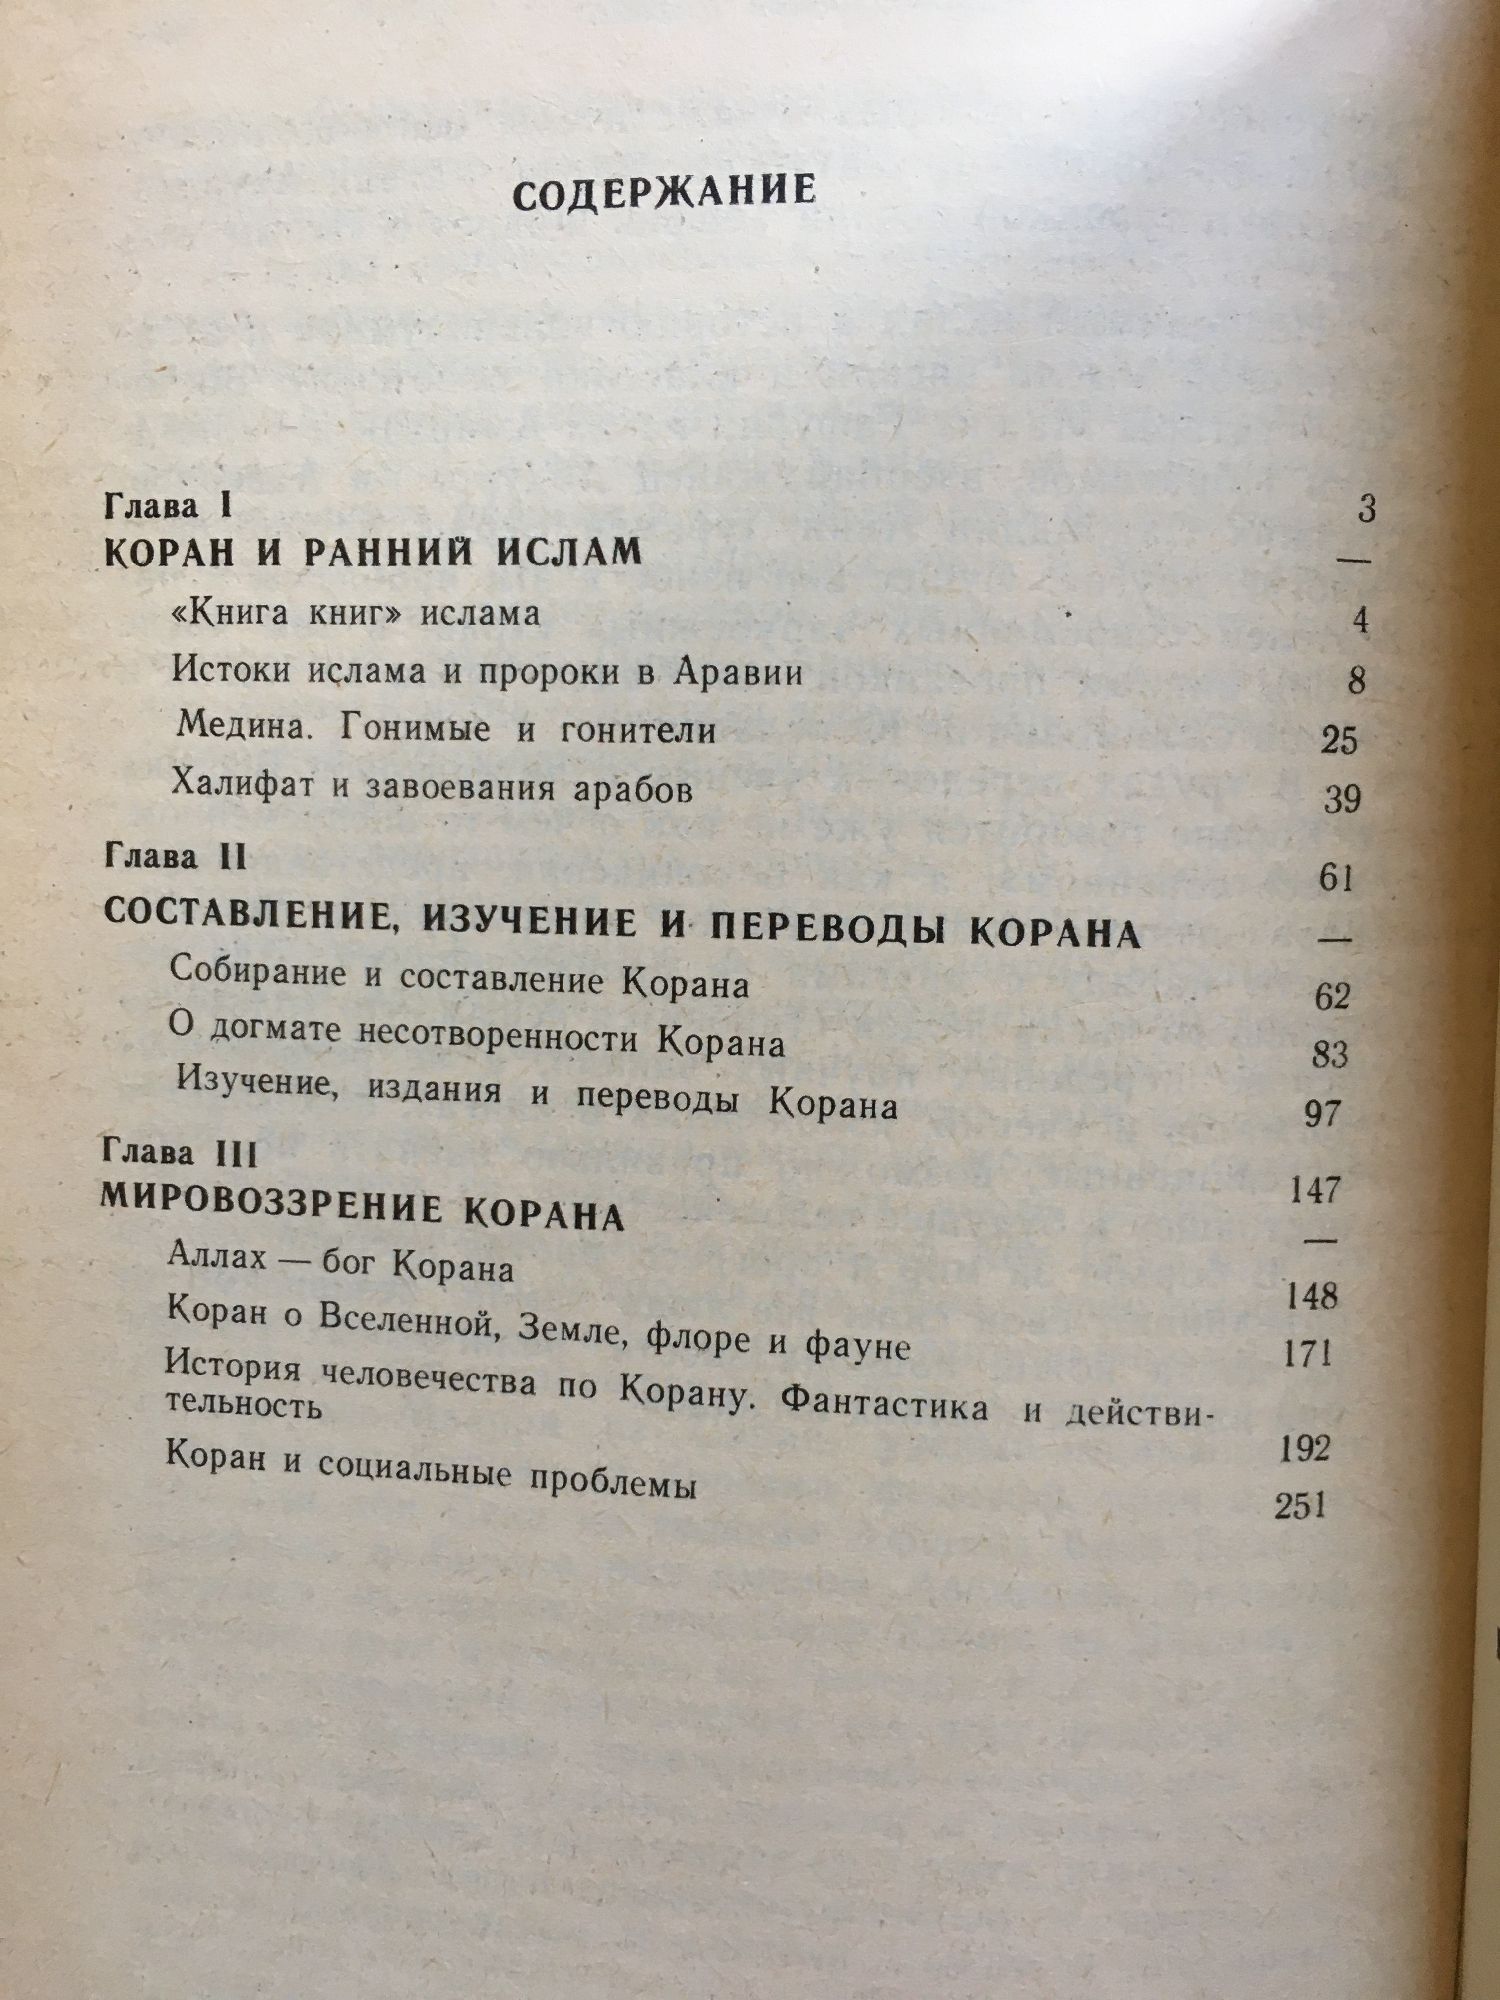 СОДЕРЖАНИЕ
Глава I 3
КОРАН И РАННИЙ ИСЛАМ —
«Книга книг» ислама 4
Истоки ислама и пророки в Аравии 8
Медина. Гонимые и гонители 25
Халифат и завоевания арабов 39
Глава II 61
СОСТАВЛЕНИЕ, ИЗУЧЕНИЕ И ПЕРЕВОДЫ КОРАНА —
Собирание и составление Корана 62
О догмате несотворенности Корана 83
Изучение, издания и переводы Корана 97
Глава III 147
МИРОВОЗЗРЕНИЕ КОРАНА —
Аллах — бог Корана 148
Коран о Вселенной, Земле, флоре и фауне 171
История человечества по Корану. Фантастика и действи-
тельность 192
Коран и социальные проблемы 251